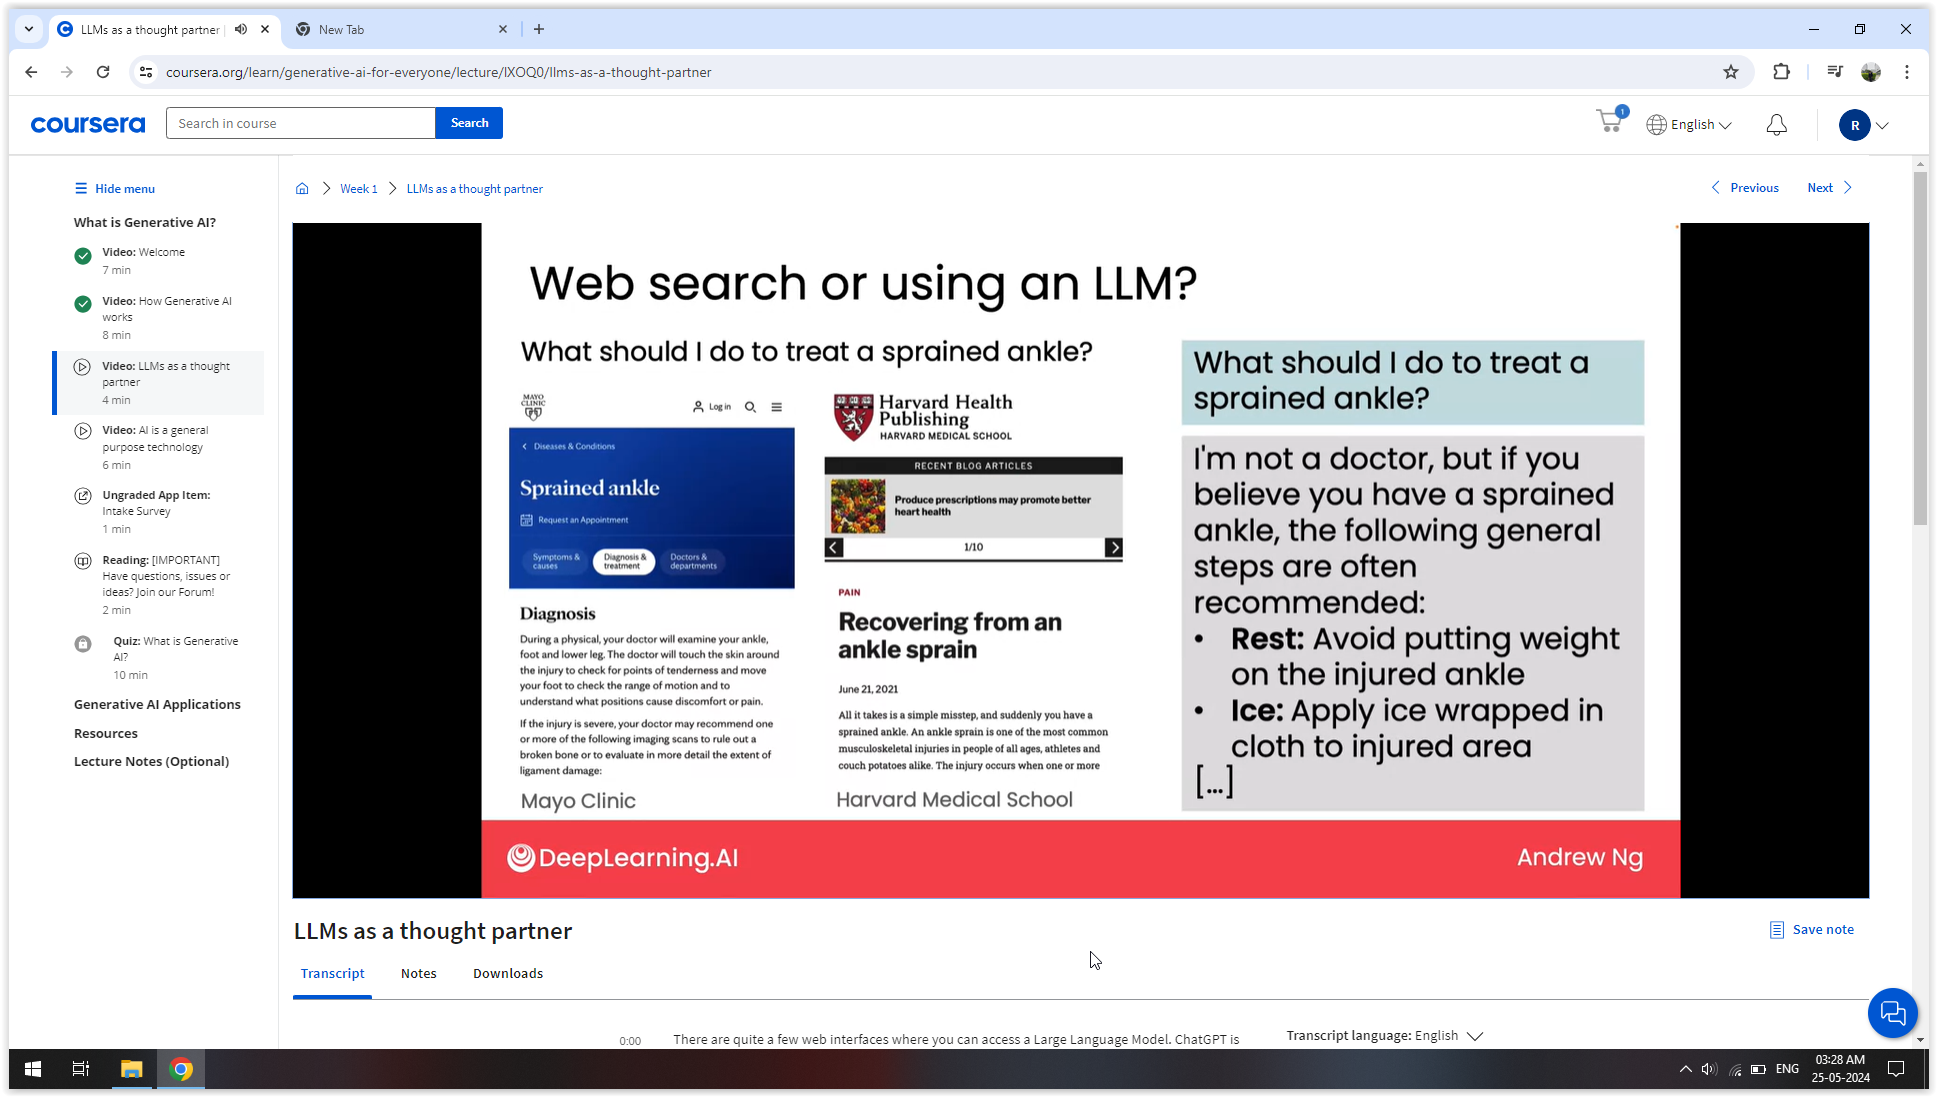 LLMs as a thought partner
New Tab
coursera.org/learn/generative-ai-for-everyone/lecture/IXOQ0/llms-as-a-thought-partner
coursera
Search in course
Search
1
English
R
Hide menu
What is Generative AI?
Video: Welcome
7 min
Video: How Generative AI
works
8 min
Video: LLMs as a thought
partner
4 min
Video: AI is a general
purpose technology
6 min
Ungraded App Item:
Intake Survey
1 min
Reading: [IMPORTANT]
Have questions, issues or
ideas? Join our Forum!
2 min
Quiz: What is Generative
AI?
10 min
Generative AI Applications
Resources
Lecture Notes (Optional)
Week 1
LLMs as a thought partner
Previous
Next
Web search or using an LLM?
What should I do to treat a sprained ankle?
MAYO
CLINIC
Log in
Diseases & Conditions
Sprained ankle
Request an Appointment
Symptoms &
causes
Diagnosis &
treatment
Doctors &
departments
Diagnosis
During a physical, your doctor will examine your ankle,
foot and lower leg. The doctor will touch the skin around
the injury to check for points of tenderness and move
your foot to check the range of motion and to
understand what positions cause discomfort or pain.
If the injury is severe, your doctor may recommend one
or more of the following imaging scans to rule out a
broken bone or to evaluate in more detail the extent of
ligament damage:
Mayo Clinic
Harvard Health
Publishing
HARVARD MEDICAL SCHOOL
RECENT BLOG ARTICLES
Produce prescriptions may promote better
heart health
1/10
PAIN
Recovering from an
ankle sprain
June 21, 2021
All it takes is a simple misstep, and suddenly you have a
sprained ankle. An ankle sprain is one of the most common
musculoskeletal injuries in people of all ages, athletes and
couch potatoes alike. The injury occurs when one or more
Harvard Medical School
What should I do to treat a
sprained ankle?
I'm not a doctor, but if you
believe you have a sprained
ankle, the following general
steps are often
recommended:
• Rest: Avoid putting weight
on the injured ankle
• Ice: Apply ice wrapped in
cloth to injured area
[...]
DeepLearning.AI
Andrew Ng
LLMs as a thought partner
Save note
Transcript
Notes
Downloads
0:00
There are quite a few web interfaces where you can access a Large Language Model. ChatGPT is
Transcript language: English
ENG
03:28 AM
25-05-2024